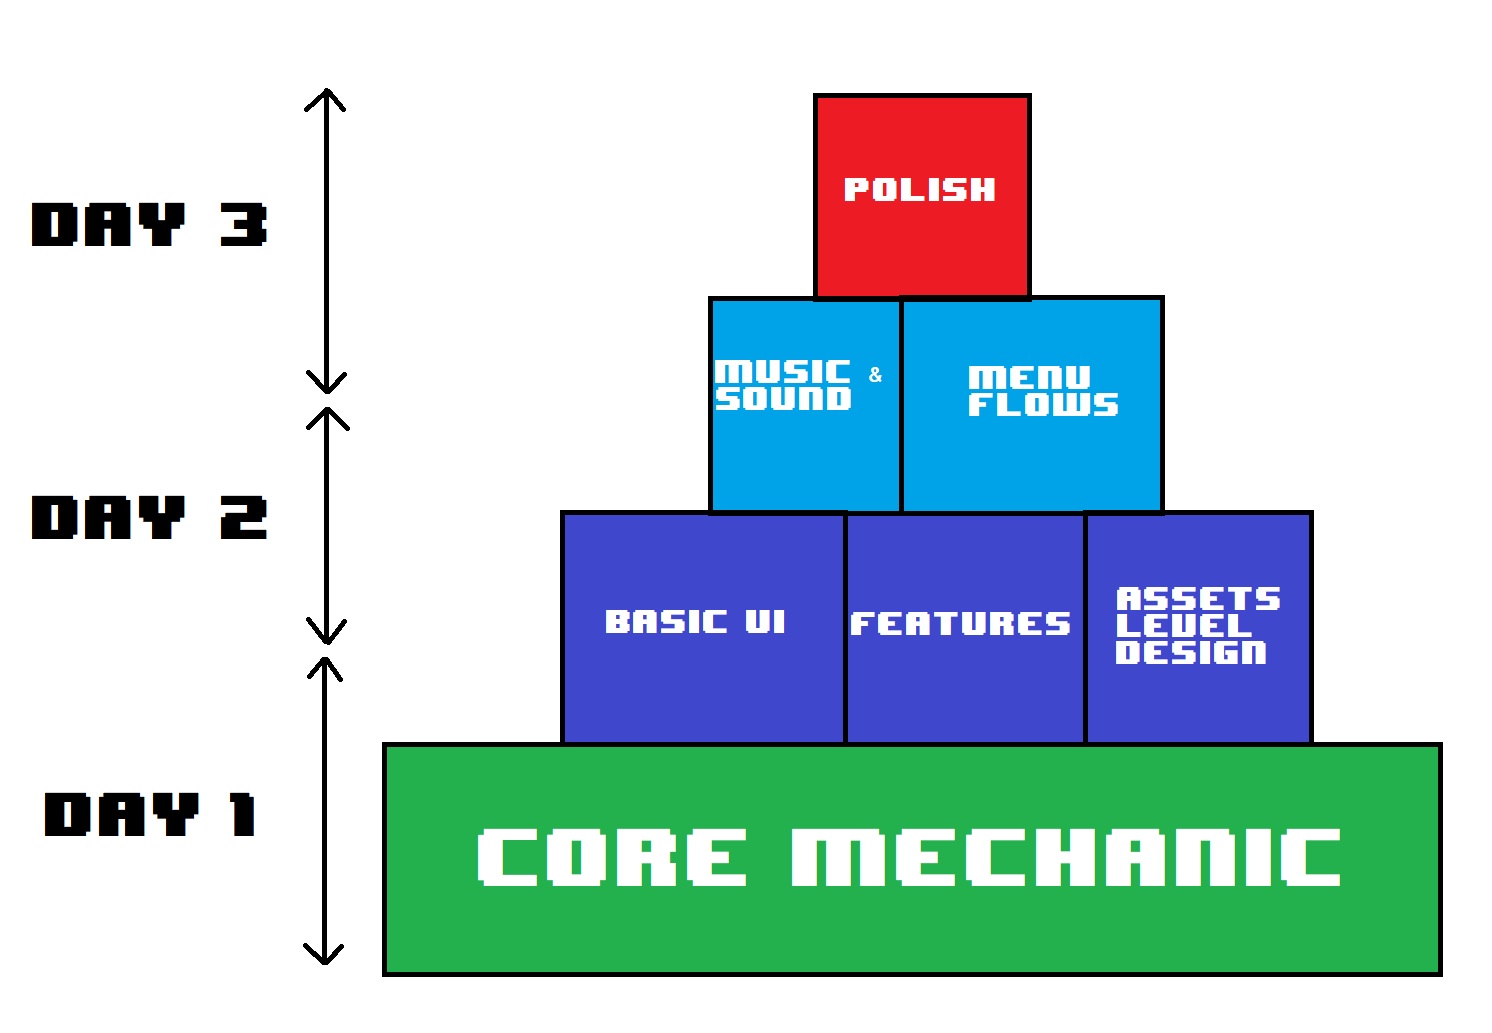 DAY 3
POLISH
MUSIC &
SOUND
MENU
FLOWS
DAY 2
BASIC UI
FEATURES
ASSETS
LEVEL
DESIGN
DAY 1
CORE MECHANIC